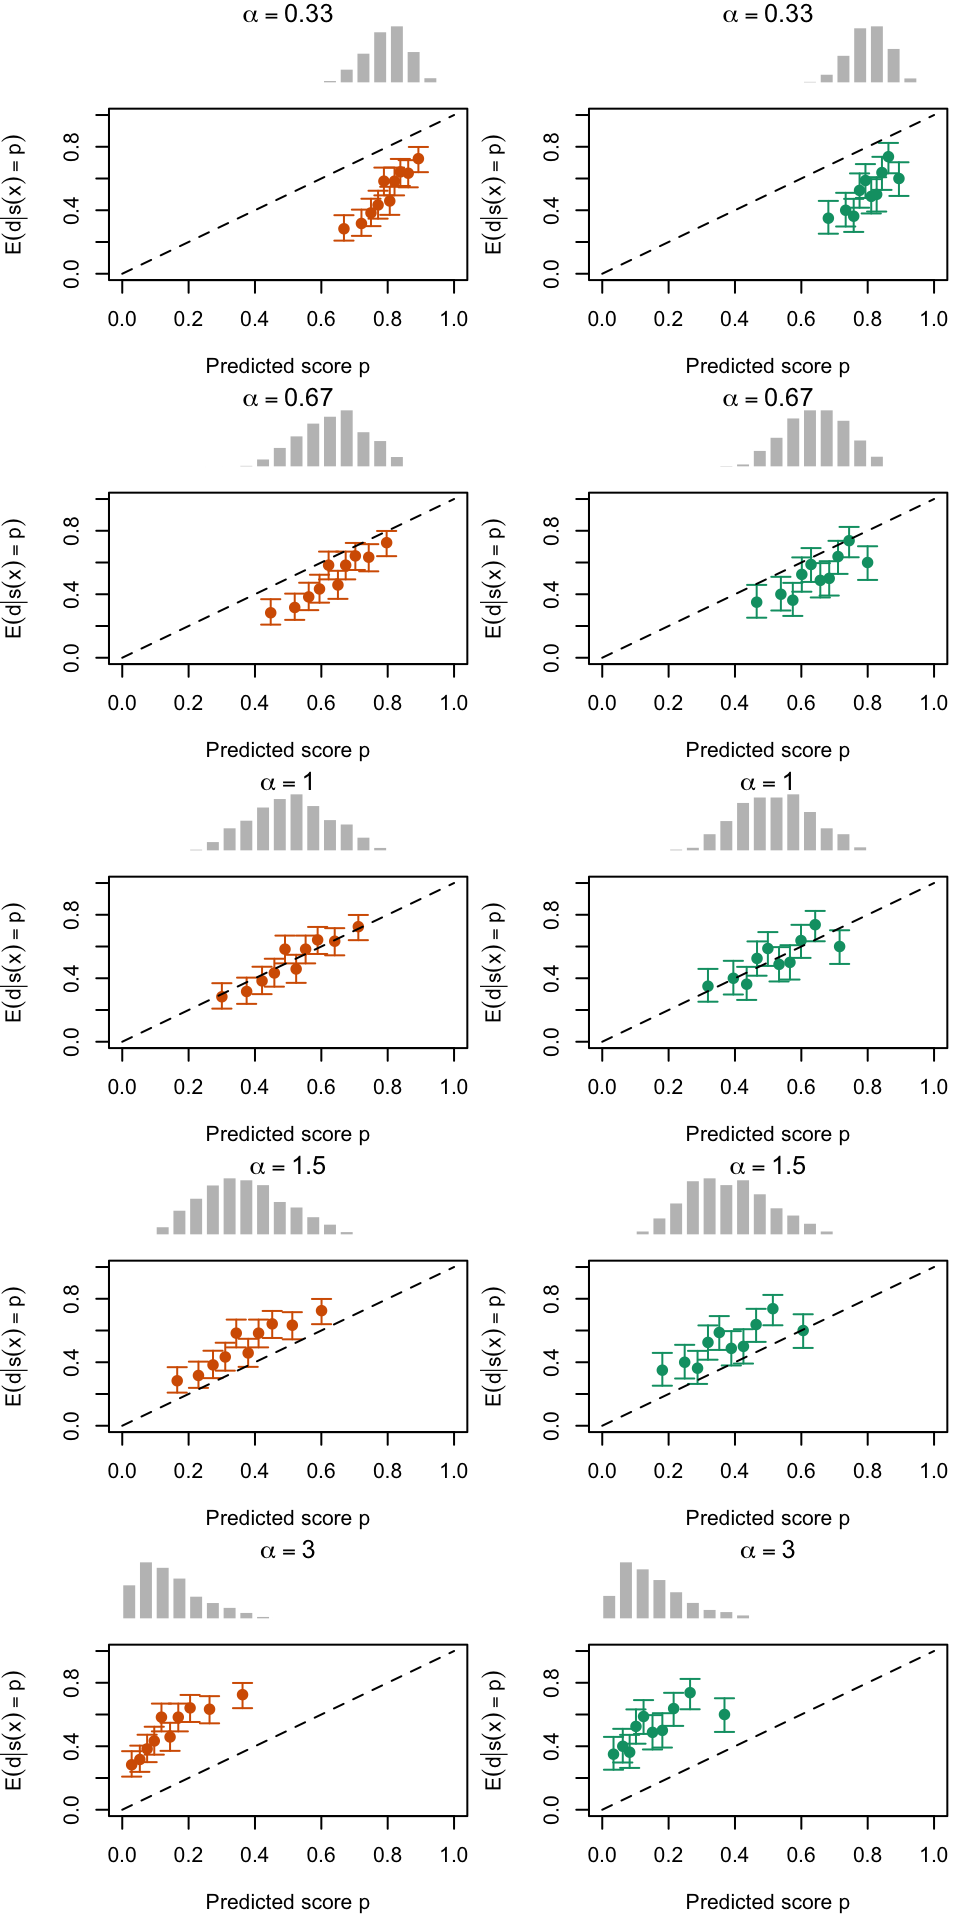 α = 0.33
α = 0.33
E(d|s(x) = p)
0.0 0.4 0.8
0.0 0.2 0.4 0.6 0.8 1.0
Predicted score p
E(d|s(x) = p)
0.0 0.4 0.8
0.0 0.2 0.4 0.6 0.8 1.0
Predicted score p
α = 0.67
α = 0.67
E(d|s(x) = p)
0.0 0.4 0.8
0.0 0.2 0.4 0.6 0.8 1.0
Predicted score p
E(d|s(x) = p)
0.0 0.4 0.8
0.0 0.2 0.4 0.6 0.8 1.0
Predicted score p
α = 1
α = 1
E(d|s(x) = p)
0.0 0.4 0.8
0.0 0.2 0.4 0.6 0.8 1.0
Predicted score p
E(d|s(x) = p)
0.0 0.4 0.8
0.0 0.2 0.4 0.6 0.8 1.0
Predicted score p
α = 1.5
α = 1.5
E(d|s(x) = p)
0.0 0.4 0.8
0.0 0.2 0.4 0.6 0.8 1.0
Predicted score p
E(d|s(x) = p)
0.0 0.4 0.8
0.0 0.2 0.4 0.6 0.8 1.0
Predicted score p
α = 3
α = 3
E(d|s(x) = p)
0.0 0.4 0.8
0.0 0.2 0.4 0.6 0.8 1.0
Predicted score p
E(d|s(x) = p)
0.0 0.4 0.8
0.0 0.2 0.4 0.6 0.8 1.0
Predicted score p